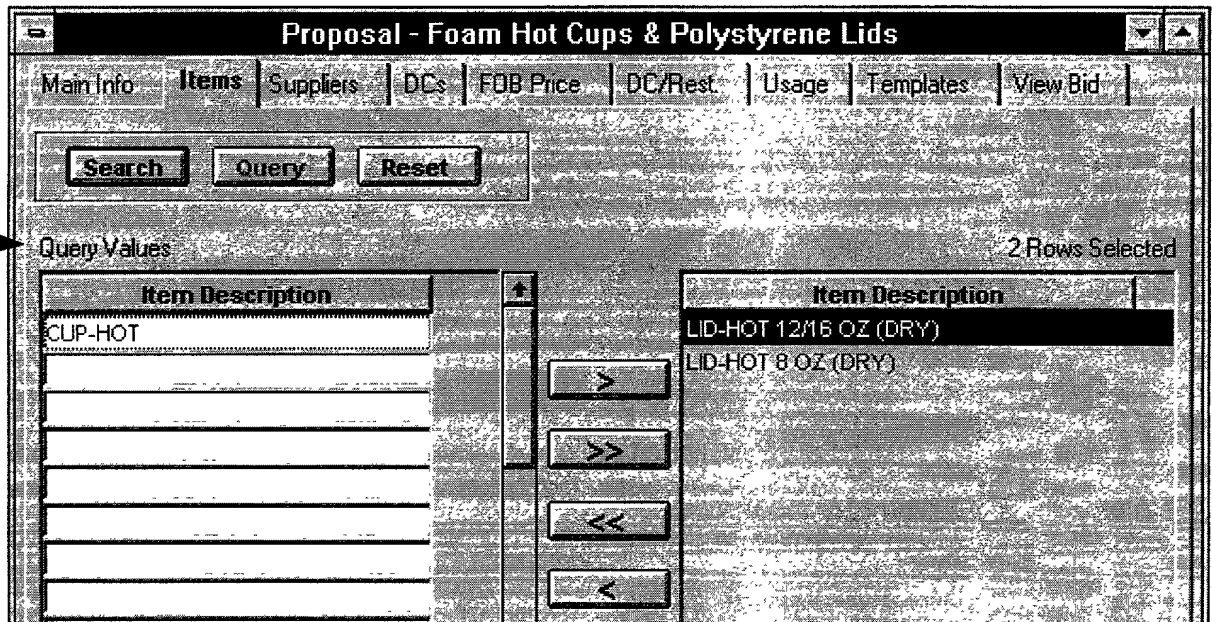 Proposal - Foam Hot Cups & Polystyrene Lids
Main Info Items Suppliers DCs FOB Price DC/Rest. Usage Templates View Bid
Search Query Reset
Query Values 2 Rows Selected
Item Description Item Description
CUP-HOT LID-HOT 12/16 OZ (DRY)
LID-HOT 8 OZ (DRY)
>
>>
<<
<